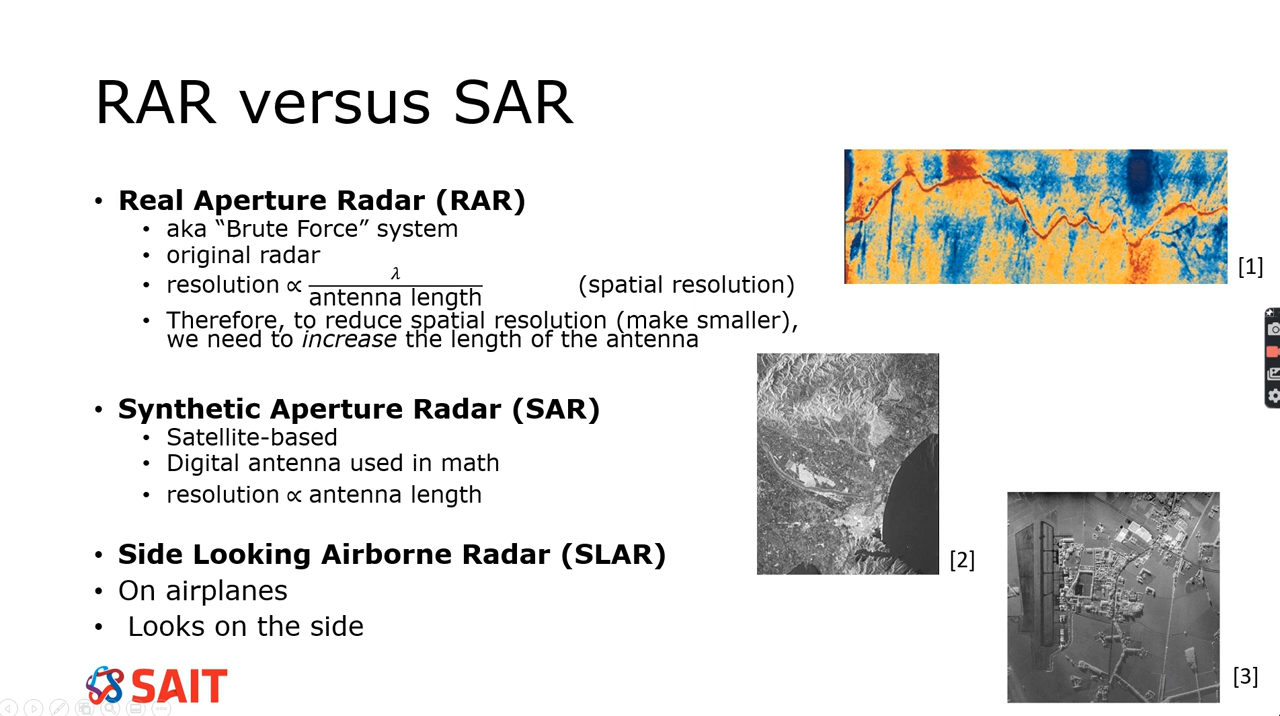 RAR versus SAR
• Real Aperture Radar (RAR)
• aka “Brute Force” system
• original radar
• resolution ∝ λ / antenna length (spatial resolution)
• Therefore, to reduce spatial resolution (make smaller),
we need to increase the length of the antenna
• Synthetic Aperture Radar (SAR)
• Satellite-based
• Digital antenna used in math
• resolution ∝ antenna length
• Side Looking Airborne Radar (SLAR)
• On airplanes
• Looks on the side
[1]
[2]
[3]
SAIT